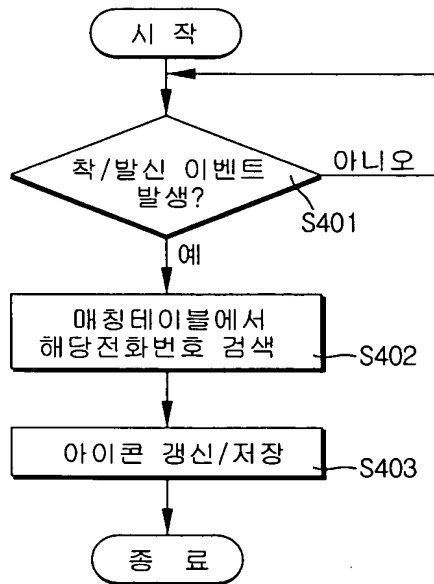 시 작
착/발신 이벤트
발생?
아니오
S401
예
매칭테이블에서
해당전화번호 검색
S402
아이콘 갱신/저장
S403
종 료